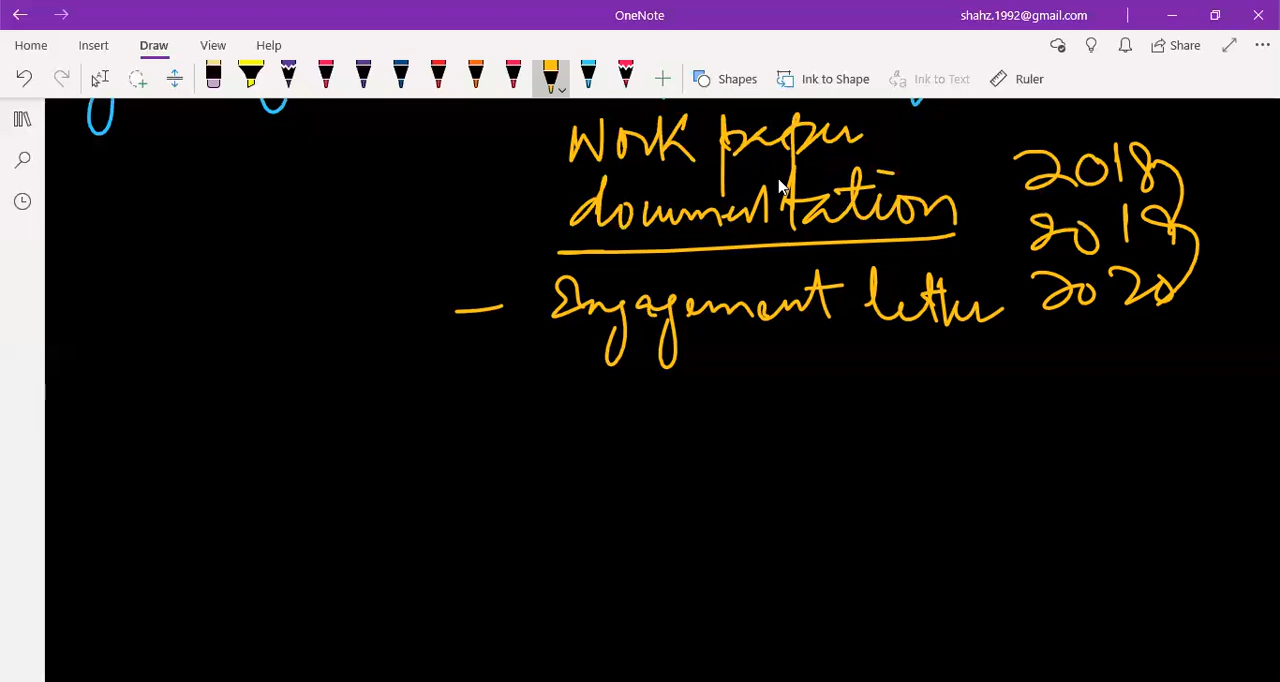 OneNote
shahz.1992@gmail.com
Home Insert Draw View Help
Share
Shapes Ink to Shape Ink to Text Ruler
Work paper
documentation
— Engagement letter
2018
2019
2020